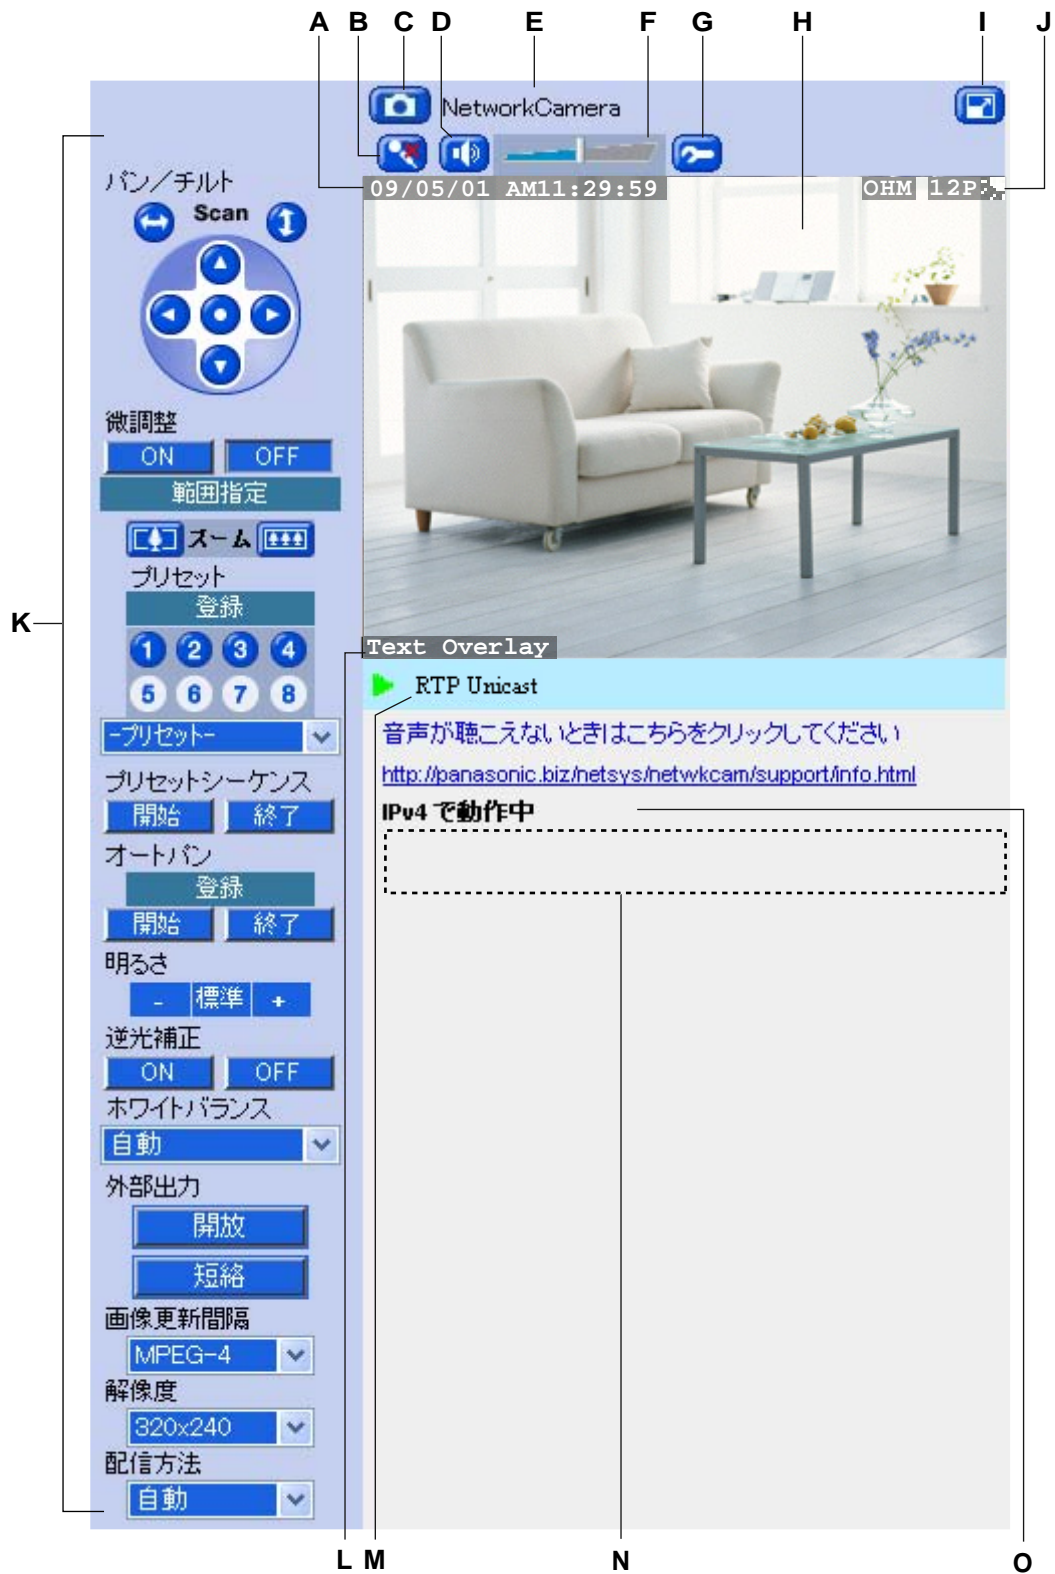 A B C D E F G H I J
NetworkCamera
09/05/01 AM11:29:59
0HM 12P
パン／チルト
Scan
微調整
ON OFF
範囲指定
ズーム
プリセット
登録
1 2 3 4
5 6 7 8
-プリセット-
プリセットシーケンス
開始 終了
オートパン
登録
開始 終了
明るさ
- 標準 +
逆光補正
ON OFF
ホワイトバランス
自動
外部出力
開放
短絡
画像更新間隔
MPEG-4
解像度
320x240
配信方法
自動
K
Text Overlay
RTP Unicast
音声が聴こえないときはこちらをクリックしてください
http://panasonic.biz/netsys/netwkcam/support/info.html
IPv4 で動作中
L M N O